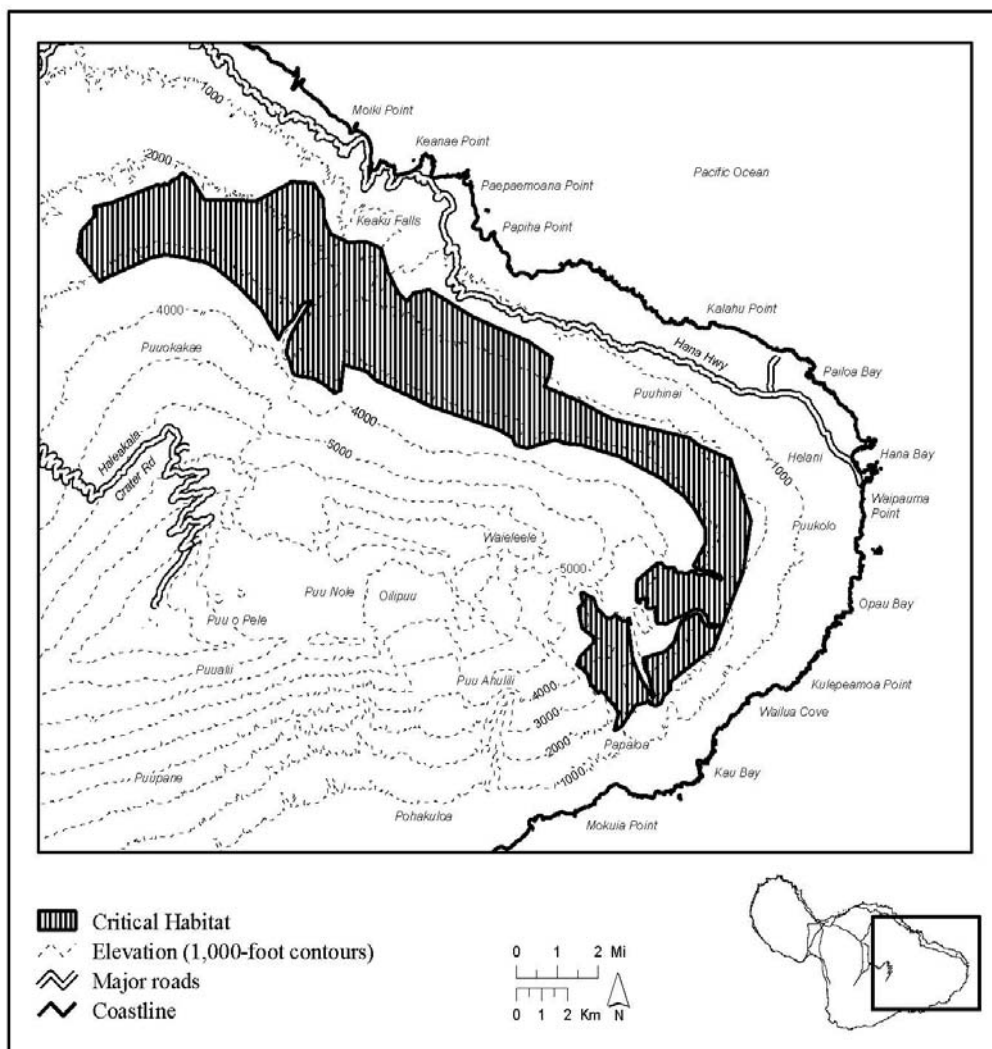 1000
Moiki Point
Keanae Point
2000
Paepaemoana Point
Pacific Ocean
Keaku Falls
Papiha Point
4000
Kalahu Point
Puuokakae
Hana Hwy
Pailoa Bay
Puuhinai
4000
5000
Haleakala
Crater Rd
Helani
1000
Hana Bay
Waipauma
Point
Puukolo
Waieleele
5000
Puu Nole
Oilipuu
Opau Bay
Puu o Pele
Puualii
Puu Ahulili
4000
Kulepeamoa Point
3000
Wailua Cove
2000
Papaloa
1000
Kau Bay
Puupane
Pohakuloa
Mokuia Point
Critical Habitat
Elevation (1,000-foot contours)
Major roads
Coastline
0 1 2 Mi
0 1 2 Km
N